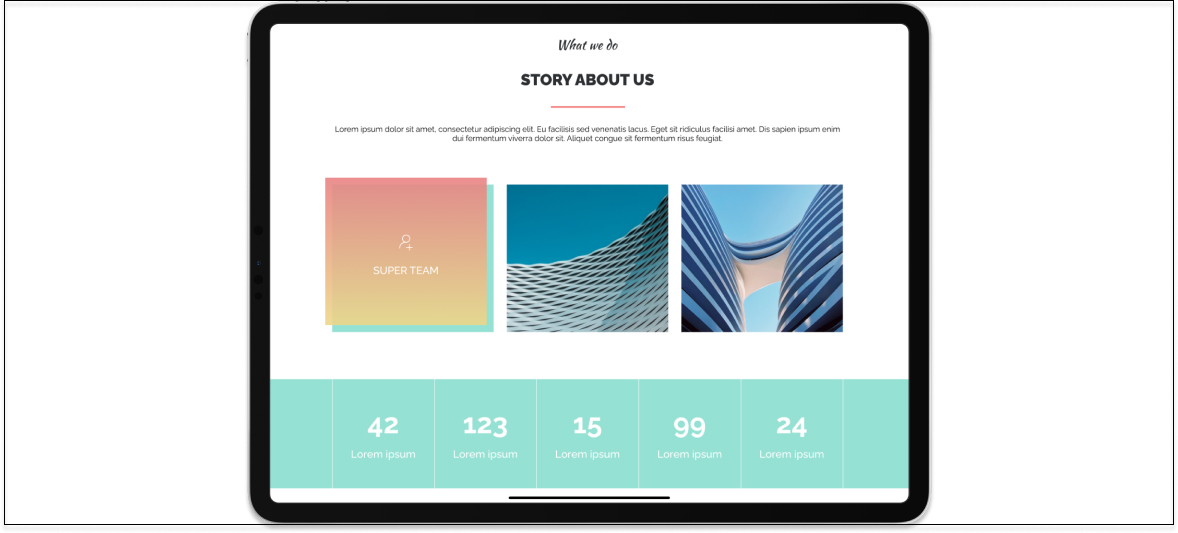 What we do
STORY ABOUT US
Lorem ipsum dolor sit amet, consectetur adipiscing elit. Eu facilisis sed venenatis lacus. Eget sit ridiculus facilisi amet. Dis sapien ipsum enim
dui fermentum viverra dolor sit. Aliquet congue sit fermentum risus feugiat.
SUPER TEAM
42 123 15 99 24
Lorem ipsum Lorem ipsum Lorem ipsum Lorem ipsum Lorem ipsum